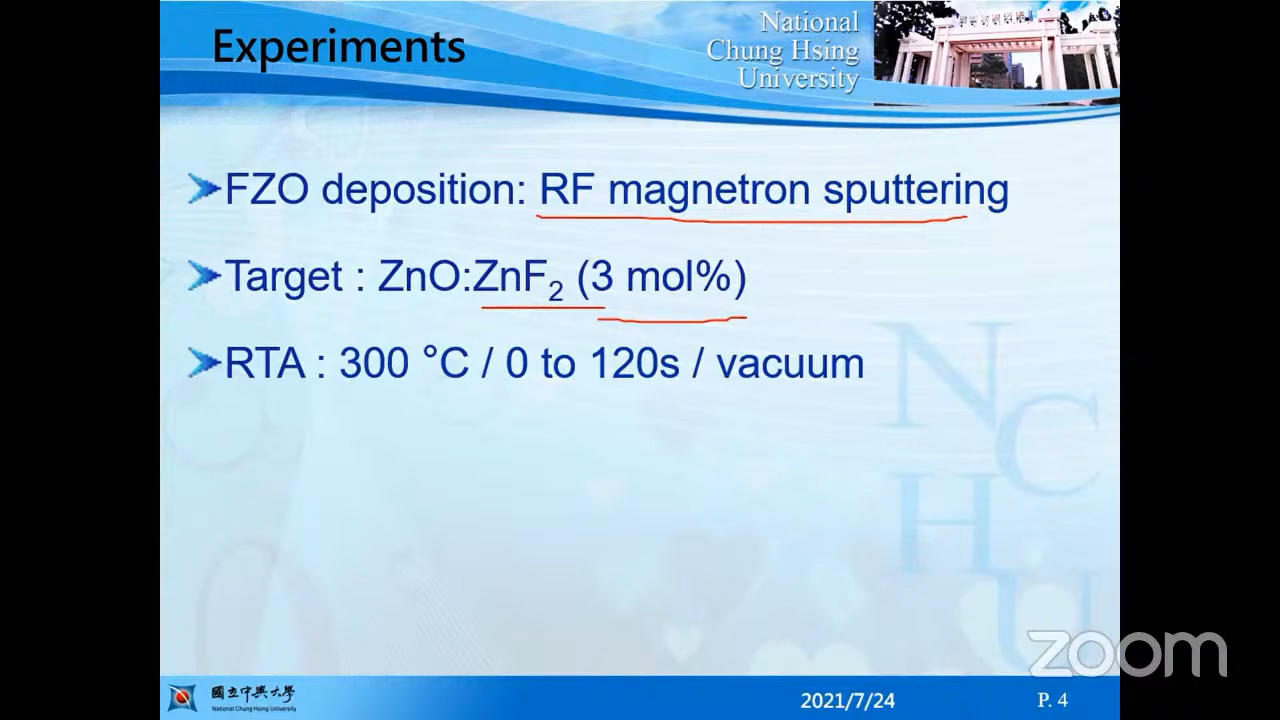 Experiments
National
Chung Hsing
University
FZO deposition: RF magnetron sputtering
Target : ZnO:ZnF₂ (3 mol%)
RTA : 300 °C / 0 to 120s / vacuum
N
C
H
U
zoom
國立中興大學
National Chung Hsing University
2021/7/24
P. 4